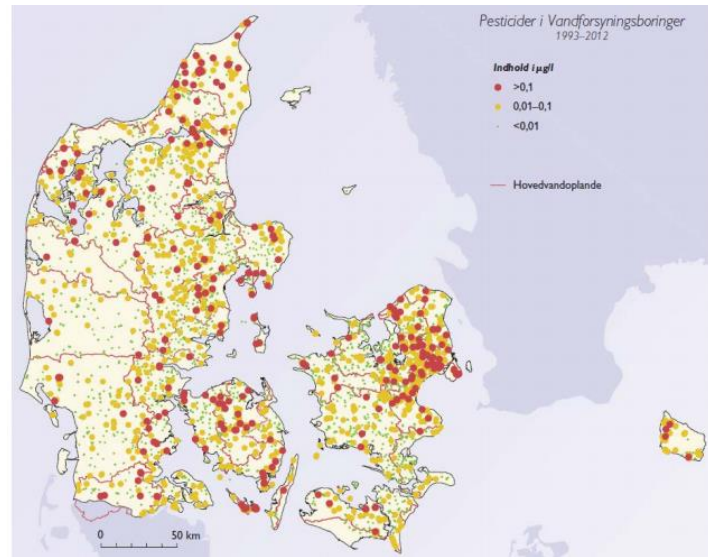 Pesticider i Vandforsyningsboringer
1993–2012
Indhold i µg/l
>0,1
0,01–0,1
<0,01
Hovedvandoplande
0 50 km